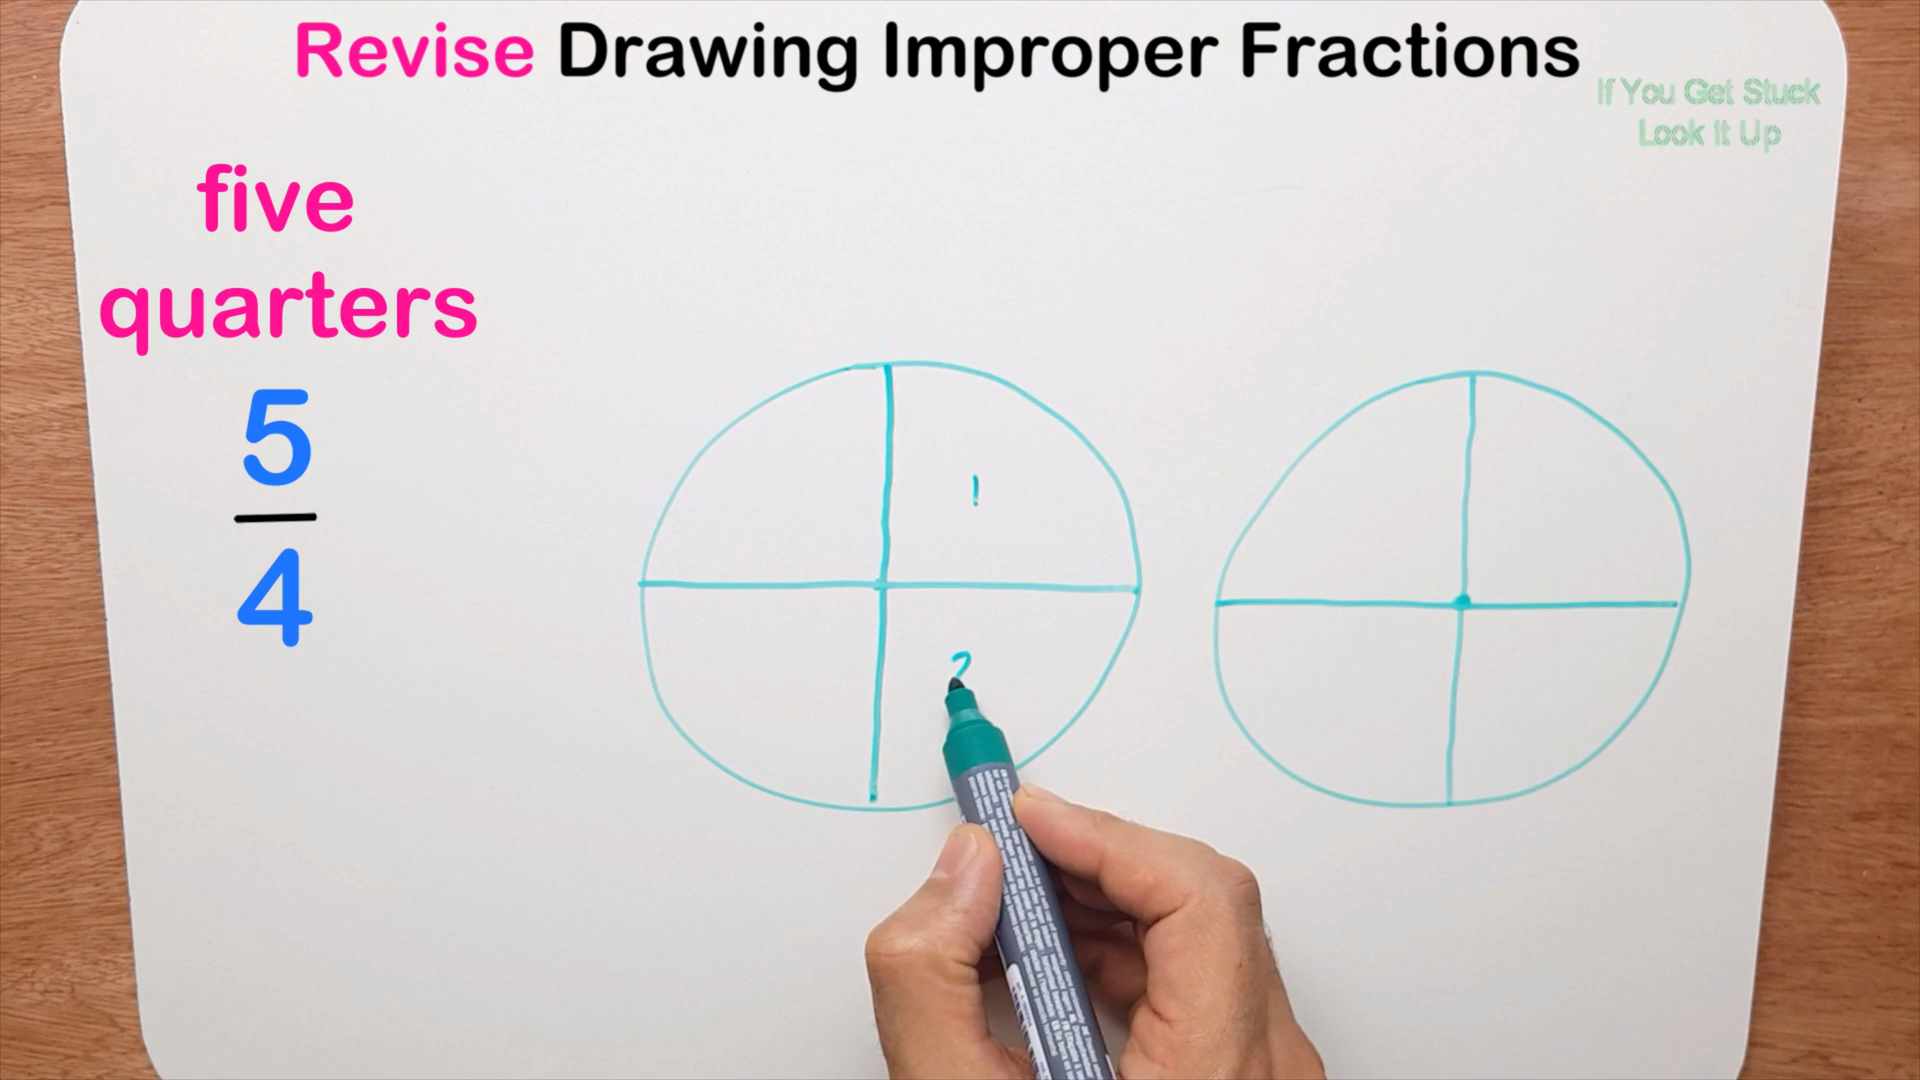 Revise Drawing Improper Fractions
If You Get Stuck
Look It Up
five
quarters
5
4
1
2